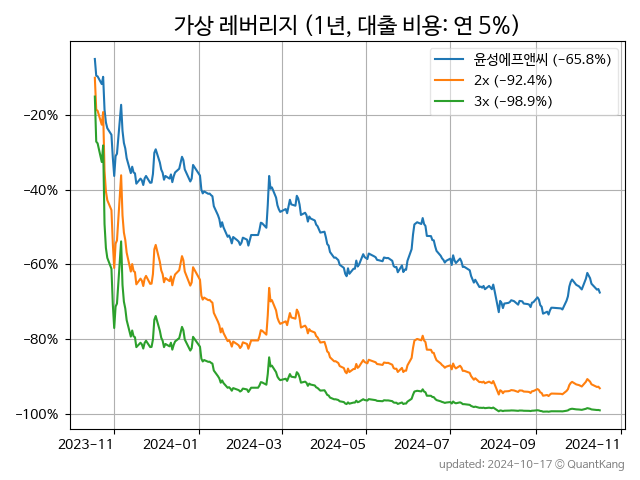 가상 레버리지 (1년, 대출 비용: 연 5%)
윤성에프앤씨 (−65.8%)
2x (−92.4%)
3x (−98.9%)
−20%
−40%
−60%
−80%
−100%
2023-11 2024-01 2024-03 2024-05 2024-07 2024-09 2024-11
updated: 2024-10-17 © QuantKang